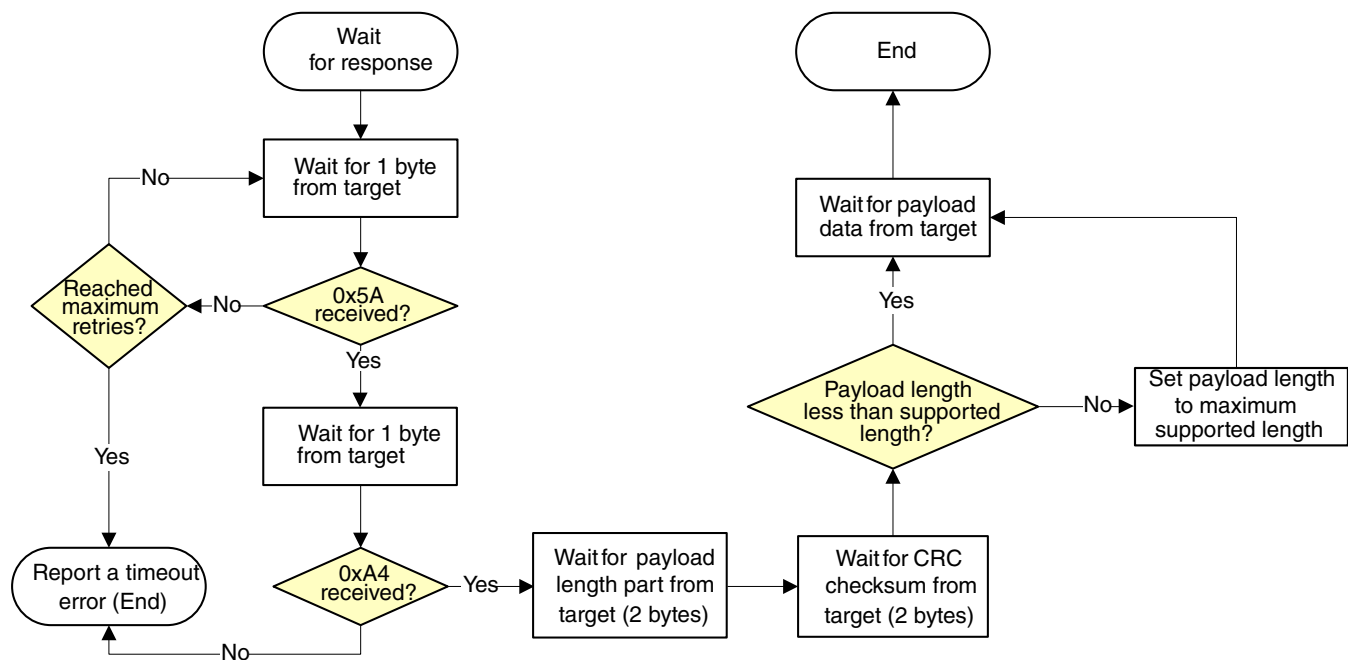 Wait
for response
Wait for 1 byte
from target
No
Reached
maximum
retries?
No
0x5A
received?
Yes
Wait for 1 byte
from target
Yes
Report a timeout
error (End)
0xA4
received?
No
Yes
Wait for payload
length part from
target (2 bytes)
Wait for CRC
checksum from
target (2 bytes)
Payload length
less than supported
length?
No
Set payload length
to maximum
supported length
Yes
Wait for payload
data from target
End